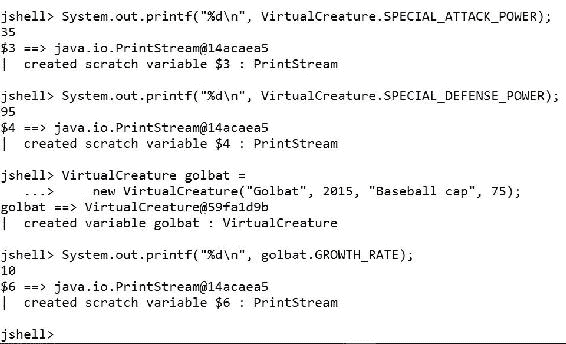 jshell> System.out.printf("%d\n", VirtualCreature.SPECIAL_ATTACK_POWER);
35
$3 ==> java.io.PrintStream@14acaea5
|  created scratch variable $3 : PrintStream
jshell> System.out.printf("%d\n", VirtualCreature.SPECIAL_DEFENSE_POWER);
95
$4 ==> java.io.PrintStream@14acaea5
|  created scratch variable $4 : PrintStream
jshell> VirtualCreature golbat =
   ...>     new VirtualCreature("Golbat", 2015, "Baseball cap", 75);
golbat ==> VirtualCreature@59fa1d9b
|  created variable golbat : VirtualCreature
jshell> System.out.printf("%d\n", golbat.GROWTH_RATE);
10
$6 ==> java.io.PrintStream@14acaea5
|  created scratch variable $6 : PrintStream
jshell>